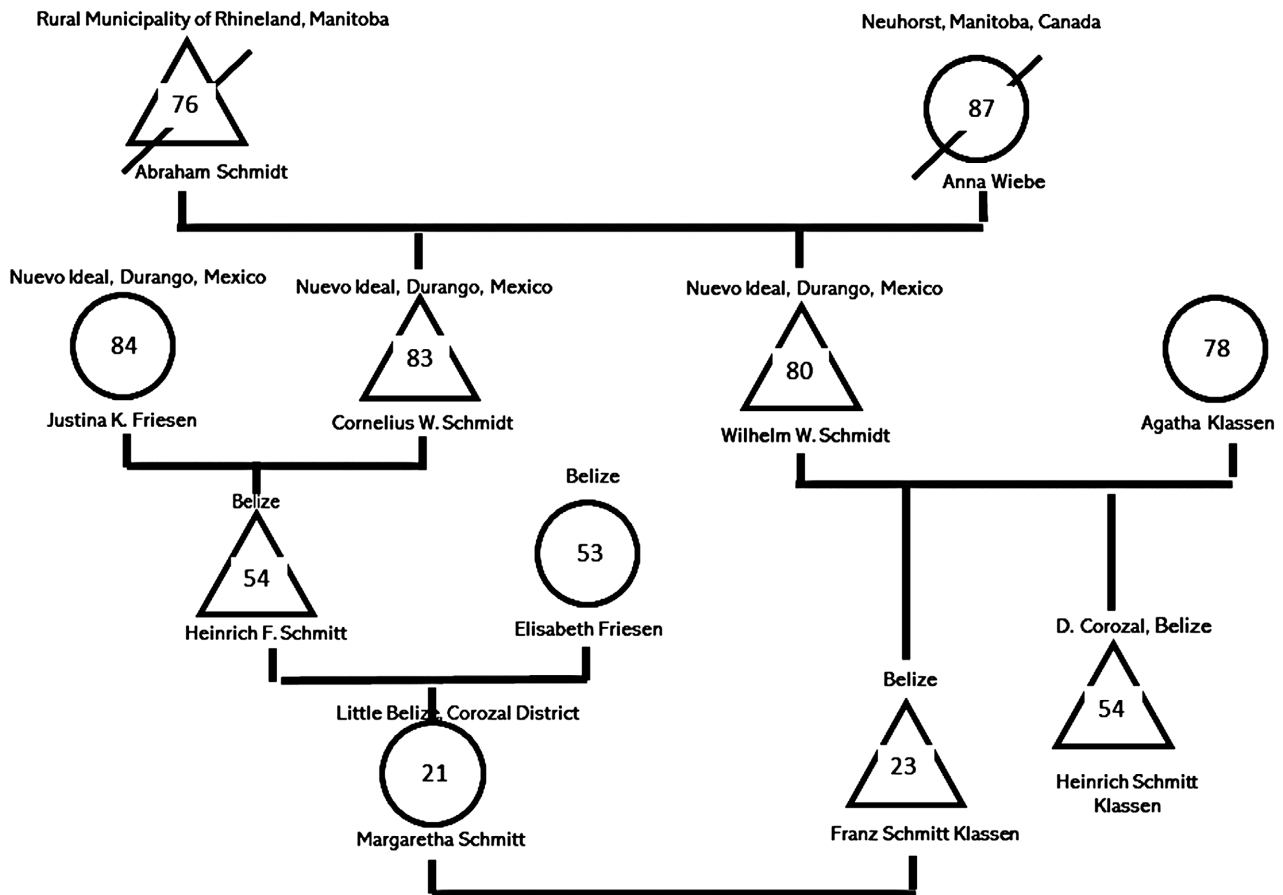 Rural Municipality of Rhineland, Manitoba
Neuhorst, Manitoba, Canada
76
87
Abraham Schmidt
Anna Wiebe
Nuevo Ideal, Durango, Mexico
Nuevo Ideal, Durango, Mexico
Nuevo Ideal, Durango, Mexico
84
83
80
78
Justina K. Friesen
Cornelius W. Schmidt
Wilhelm W. Schmidt
Agatha Klassen
Belize
Belize
54
53
Heinrich F. Schmitt
Elisabeth Friesen
D. Corozal, Belize
Belize
54
Little Belize, Corozal District
21
23
Heinrich Schmitt
Klassen
Margaretha Schmitt
Franz Schmitt Klassen